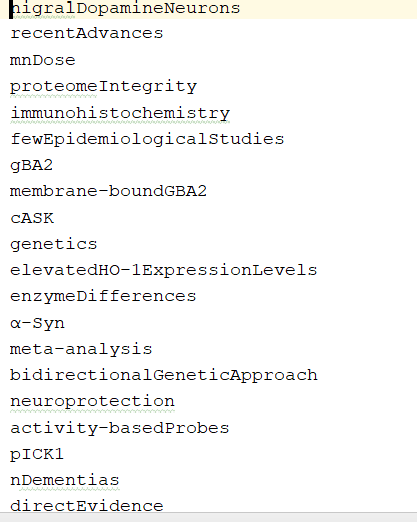 nigralDopamineNeurons
recentAdvances
mnDose
proteomeIntegrity
immunohistochemistry
fewEpidemiologicalStudies
gBA2
membrane-boundGBA2
cASK
genetics
elevatedHO-1ExpressionLevels
enzymeDifferences
α-Syn
meta-analysis
bidirectionalGeneticApproach
neuroprotection
activity-basedProbes
pICK1
nDementias
directEvidence